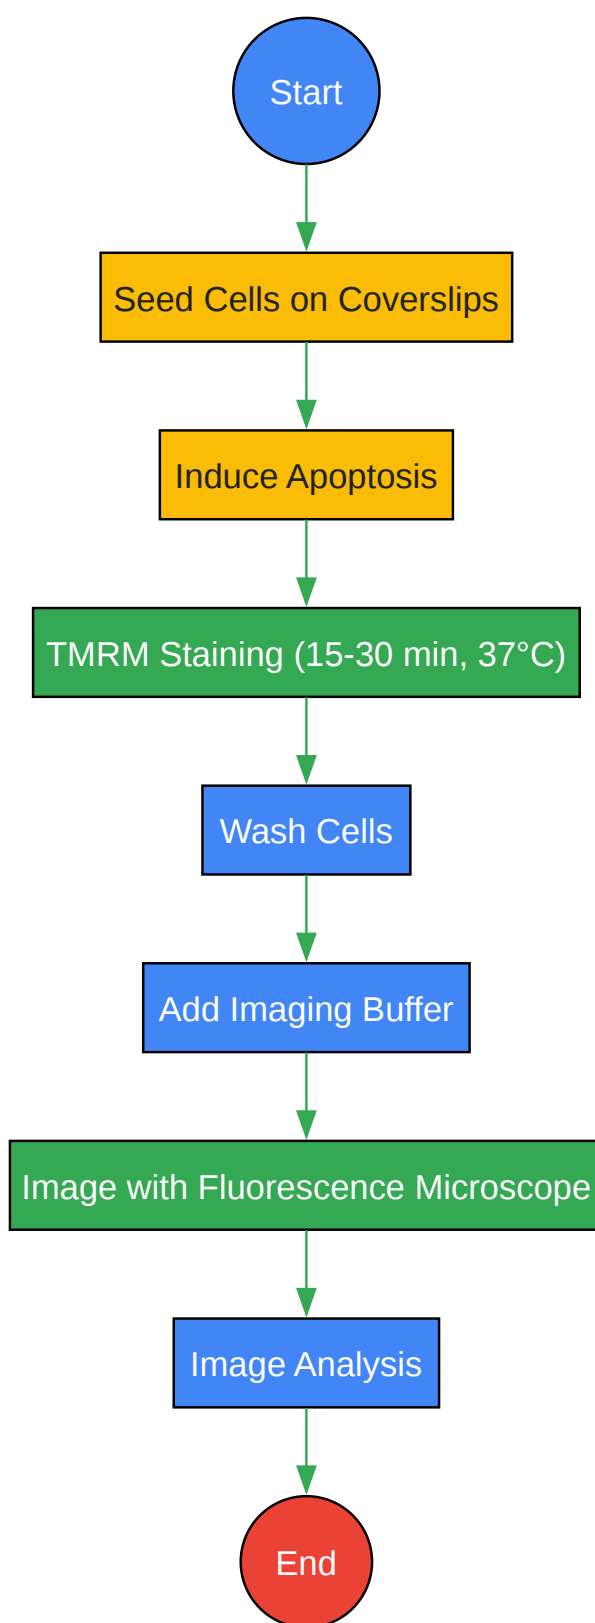 Start
Seed Cells on Coverslips
Induce Apoptosis
TMRM Staining (15-30 min, 37°C)
Wash Cells
Add Imaging Buffer
Image with Fluorescence Microscope
Image Analysis
End